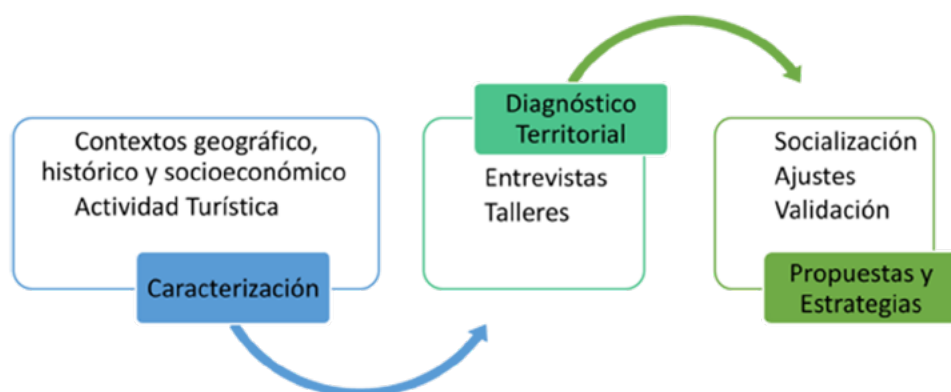 Contextos geográfico,
histórico y socioeconómico
Actividad Turística
Caracterización
Diagnóstico
Territorial
Entrevistas
Talleres
Socialización
Ajustes
Validación
Propuestas y
Estrategias